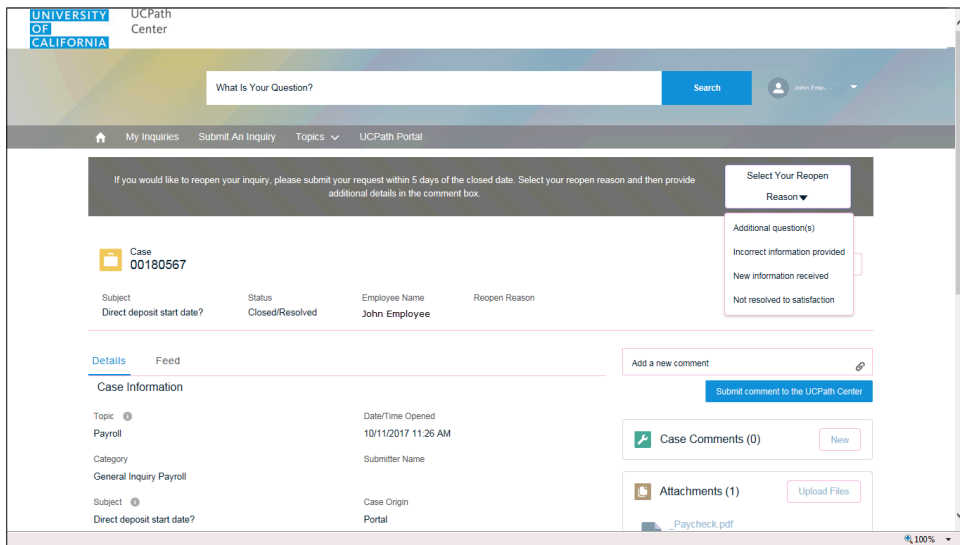 UNIVERSITY
OF
CALIFORNIA
UCPath
Center
What Is Your Question?
Search
John Emp...
My Inquiries
Submit An Inquiry
Topics
UCPath Portal
If you would like to reopen your inquiry, please submit your request within 5 days of the closed date. Select your reopen reason and then provide
additional details in the comment box.
Select Your Reopen
Reason
Additional question(s)
Incorrect information provided
New information received
Not resolved to satisfaction
Case
00180567
Subject
Direct deposit start date?
Status
Closed/Resolved
Employee Name
John Employee
Reopen Reason
Details
Feed
Case Information
Topic
Payroll
Date/Time Opened
10/11/2017 11:26 AM
Category
General Inquiry Payroll
Submitter Name
Subject
Direct deposit start date?
Case Origin
Portal
Add a new comment
Submit comment to the UCPath Center
Case Comments (0)
New
Attachments (1)
Upload Files
_Paycheck.pdf
100%